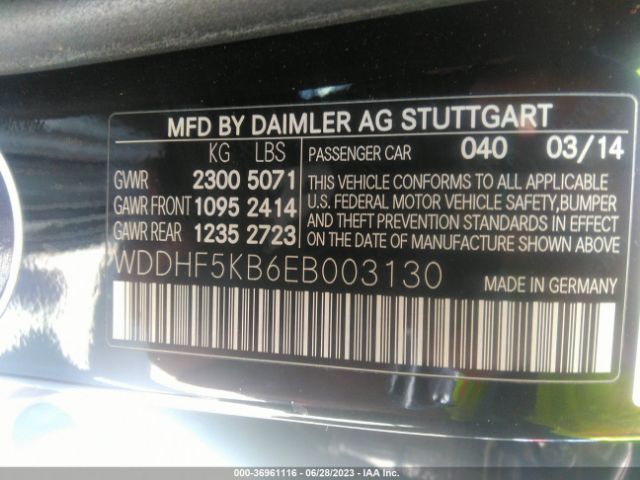 MFD BY DAIMLER AG STUTTGART
KG LBS
GVWR 2300 5071
GAWR FRONT 1095 2414
GAWR REAR 1235 2723
PASSENGER CAR 040 03/14
THIS VEHICLE CONFORMS TO ALL APPLICABLE
U.S. FEDERAL MOTOR VEHICLE SAFETY,BUMPER
AND THEFT PREVENTION STANDARDS IN EFFECT
ON THE DATE OF MANUFACTURE SHOWN ABOVE
WDDHF5KB6EB003130
MADE IN GERMANY
000-36961116 - 06/28/2023 - IAAI.COM